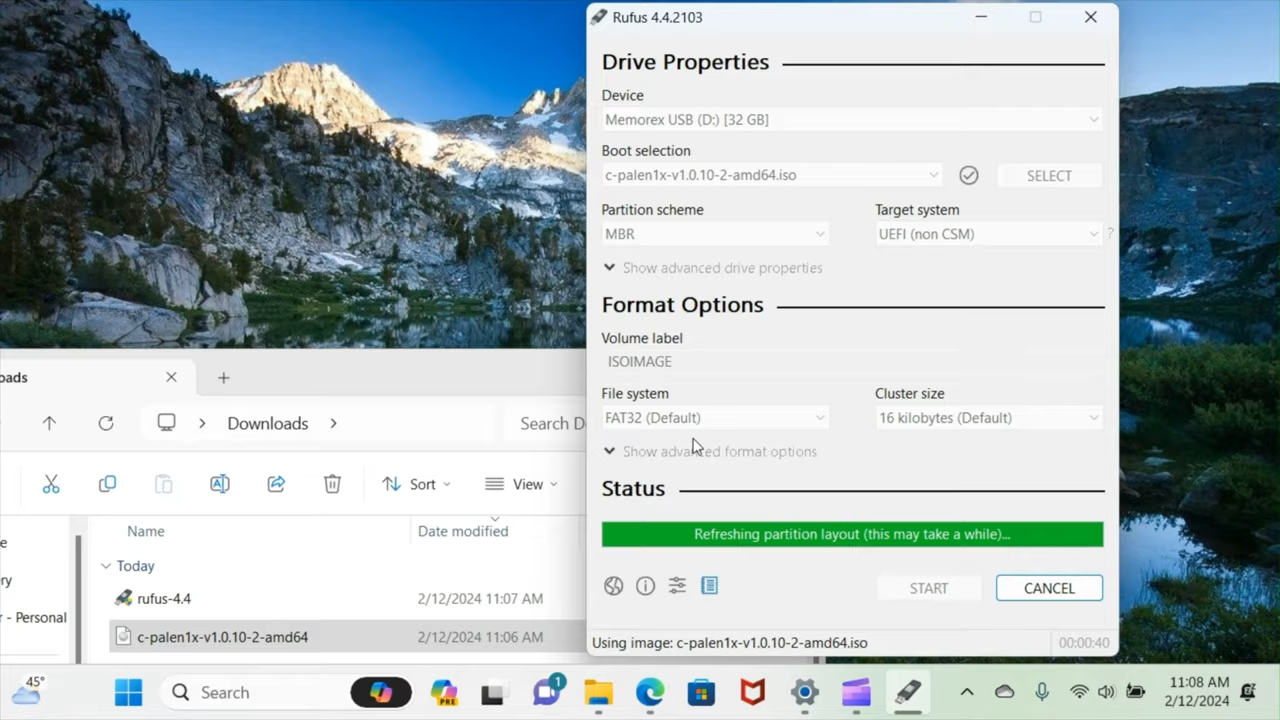 Rufus 4.4.2103
Drive Properties
Device
Memorex USB (D:) [32 GB]
Boot selection
c-palen1x-v1.0.10-2-amd64.iso
SELECT
Partition scheme
Target system
MBR
UEFI (non CSM)
?
Show advanced drive properties
Format Options
Volume label
ISOIMAGE
File system
Cluster size
FAT32 (Default)
16 kilobytes (Default)
Show advanced format options
Status
Refreshing partition layout (this may take a while)...
START
CANCEL
Using image: c-palen1x-v1.0.10-2-amd64.iso
00:00:40
oads
Downloads
Search D
Sort
View
Name
Date modified
Today
rufus-4.4
2/12/2024 11:07 AM
c-palen1x-v1.0.10-2-amd64
2/12/2024 11:06 AM
e
ry
r - Personal
45°
Search
PRE
1
11:08 AM
2/12/2024